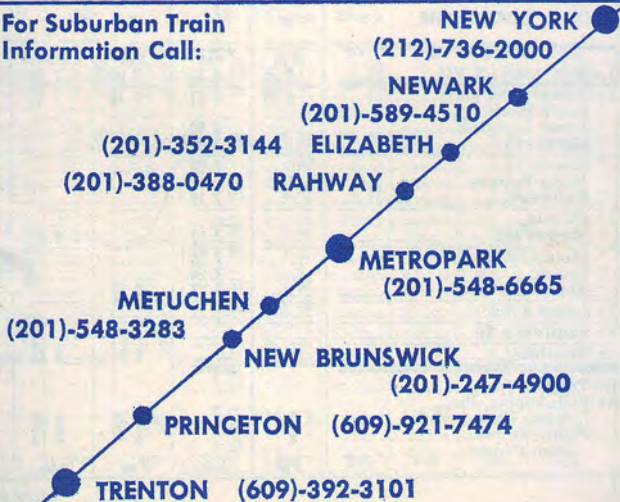 For Suburban Train
Information Call:
NEW YORK
(212)-736-2000
NEWARK
(201)-589-4510
(201)-352-3144 ELIZABETH
(201)-388-0470 RAHWAY
METROPARK
(201)-548-6665
METUCHEN
(201)-548-3283
NEW BRUNSWICK
(201)-247-4900
PRINCETON (609)-921-7474
TRENTON (609)-392-3101